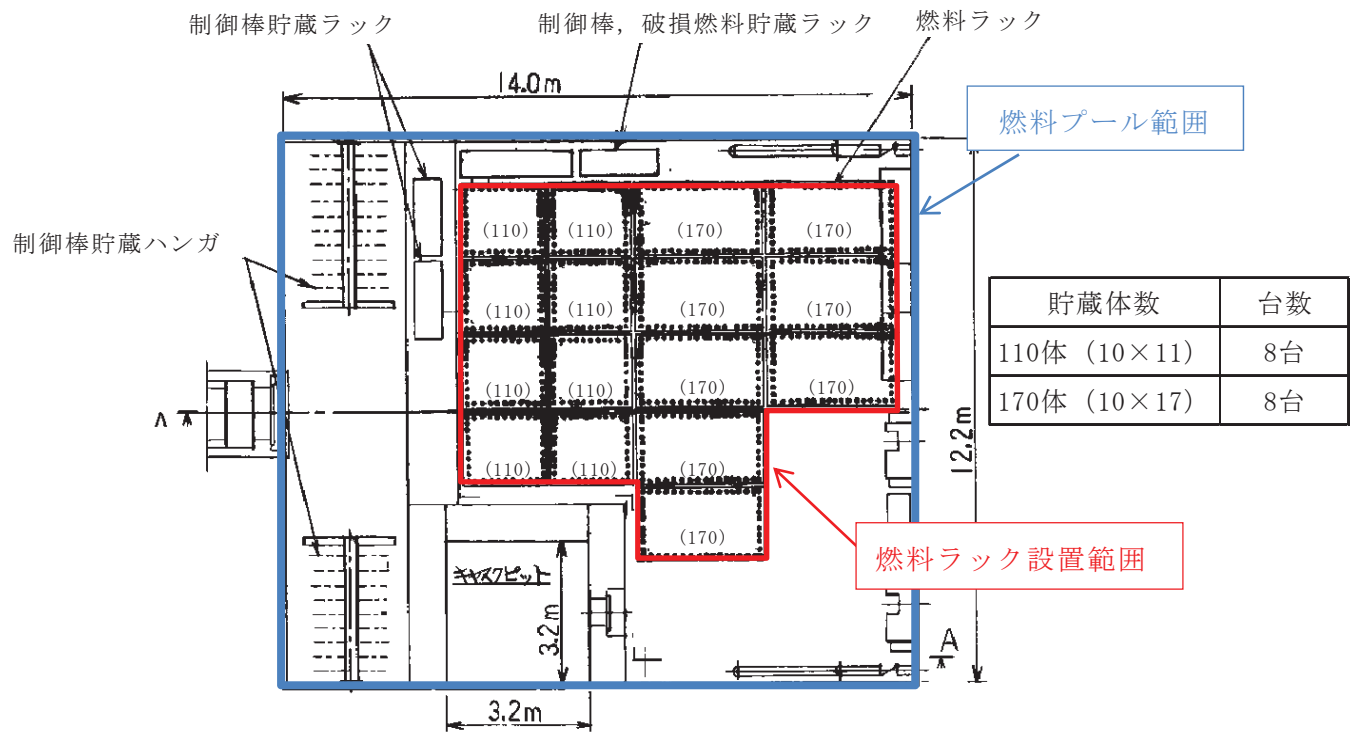 制御棒貯蔵ラック
制御棒,破損燃料貯蔵ラック
燃料ラック
14.0m
燃料プール範囲
制御棒貯蔵ハンガ
(110) (110) (170) (170)
(110) (110) (170) (170)
(110) (110) (170) (170)
(110) (110) (170)
(170)
貯蔵体数 台数
110体(10×11) 8台
170体(10×17) 8台
A
12.2m
燃料ラック設置範囲
キャスクピット
3.2m
A
3.2m